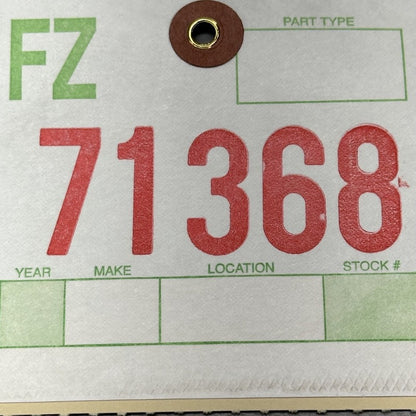 FZ
PART TYPE
71368
YEAR MAKE LOCATION STOCK #